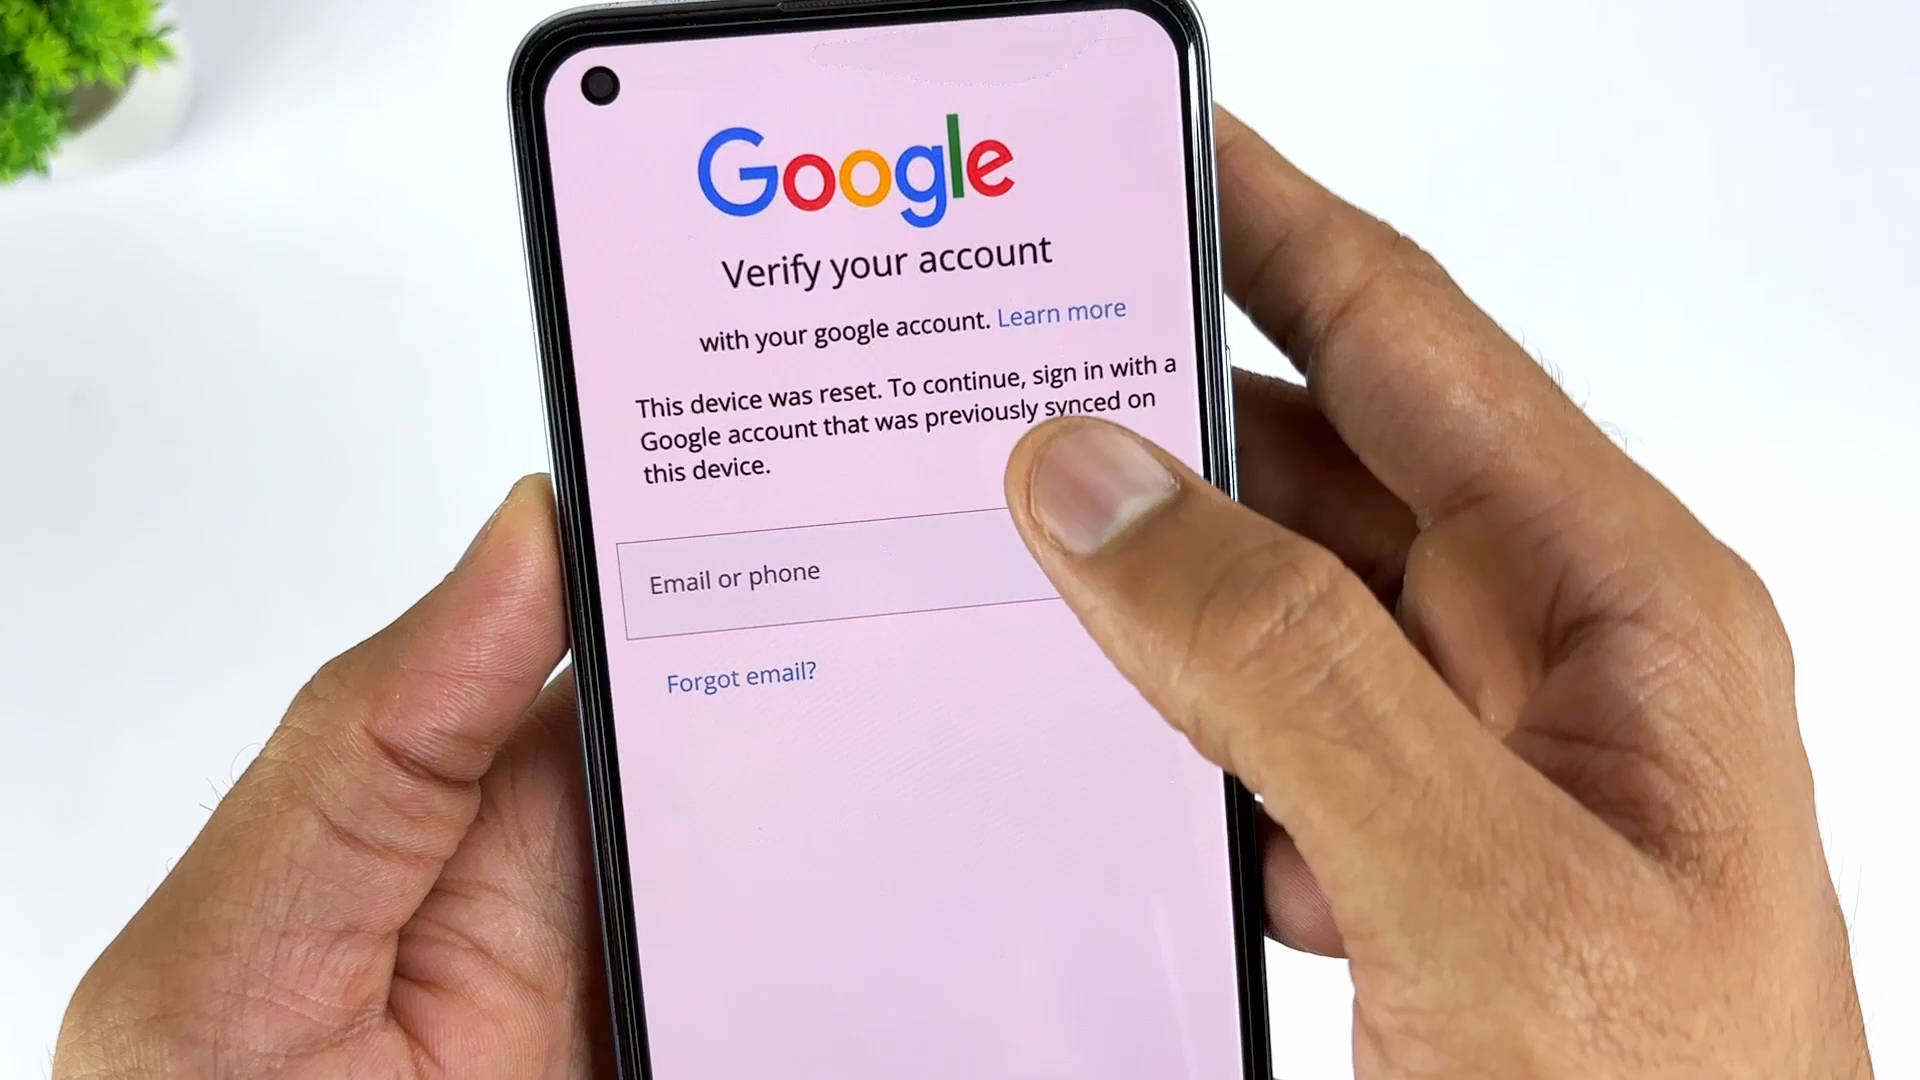 Google
Verify your account
with your google account. Learn more
This device was reset. To continue, sign in with a
Google account that was previously synced on
this device.
Email or phone
Forgot email?